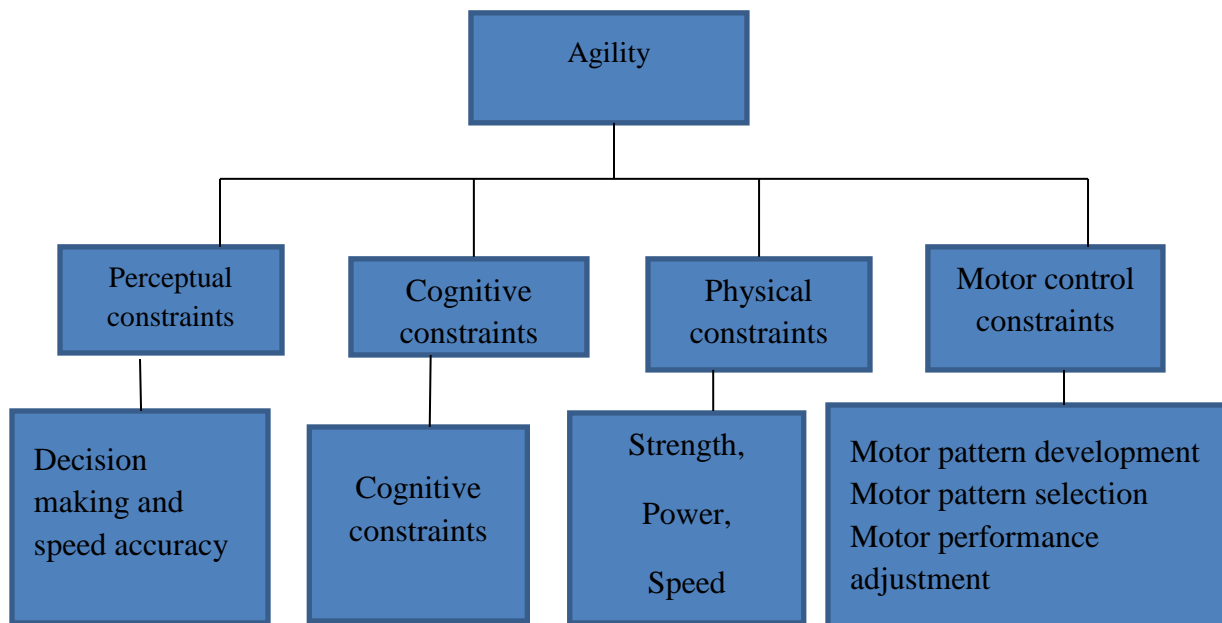 Agility
Perceptual
constraints
Cognitive
constraints
Physical
constraints
Motor control
constraints
Decision
making and
speed accuracy
Cognitive
constraints
Strength,
Power,
Speed
Motor pattern development
Motor pattern selection
Motor performance
adjustment